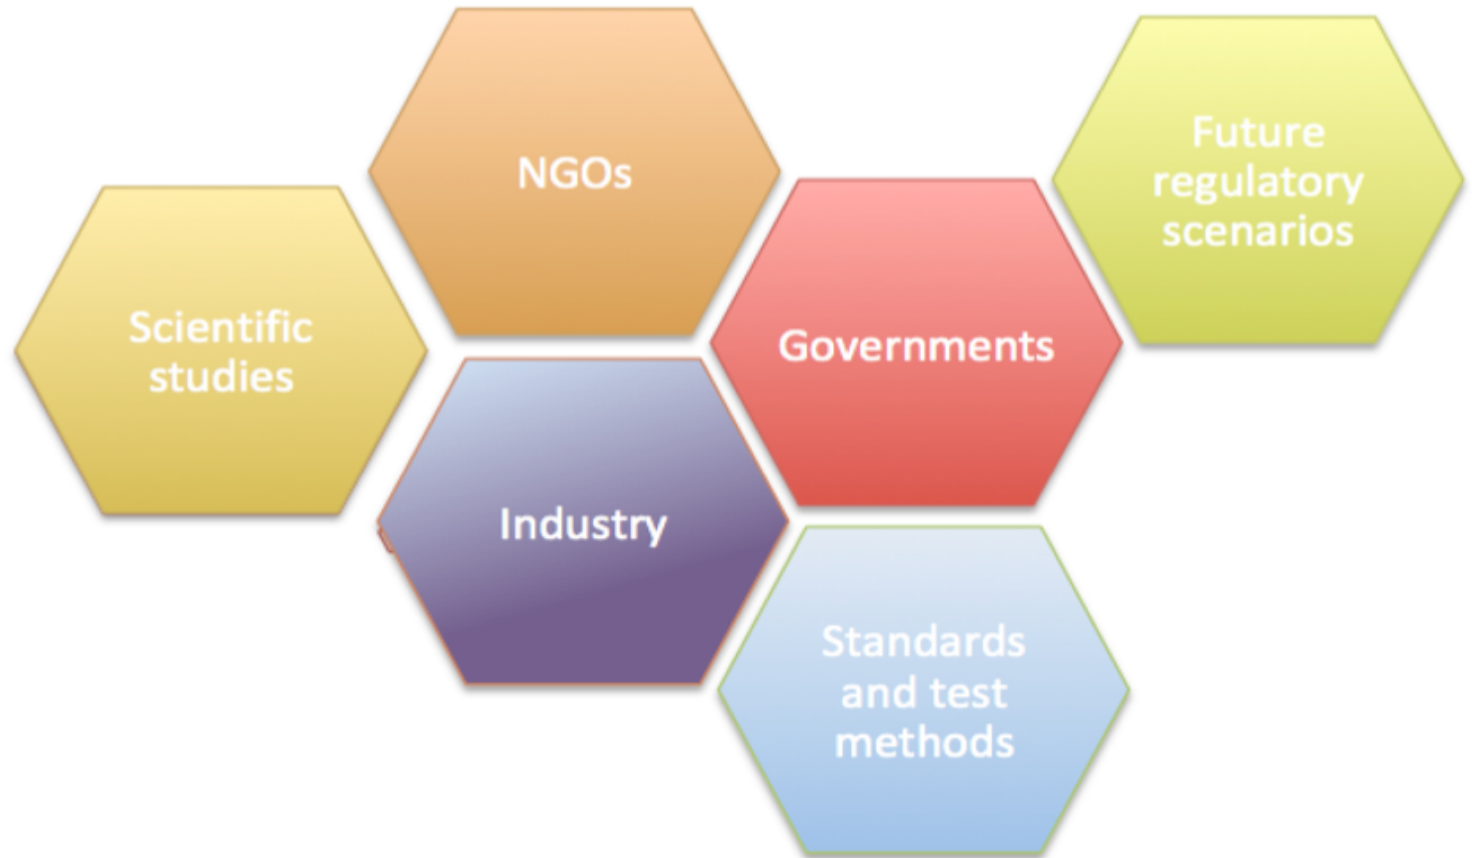 NGOs
Future
regulatory
scenarios
Scientific
studies
Governments
Industry
Standards
and test
methods